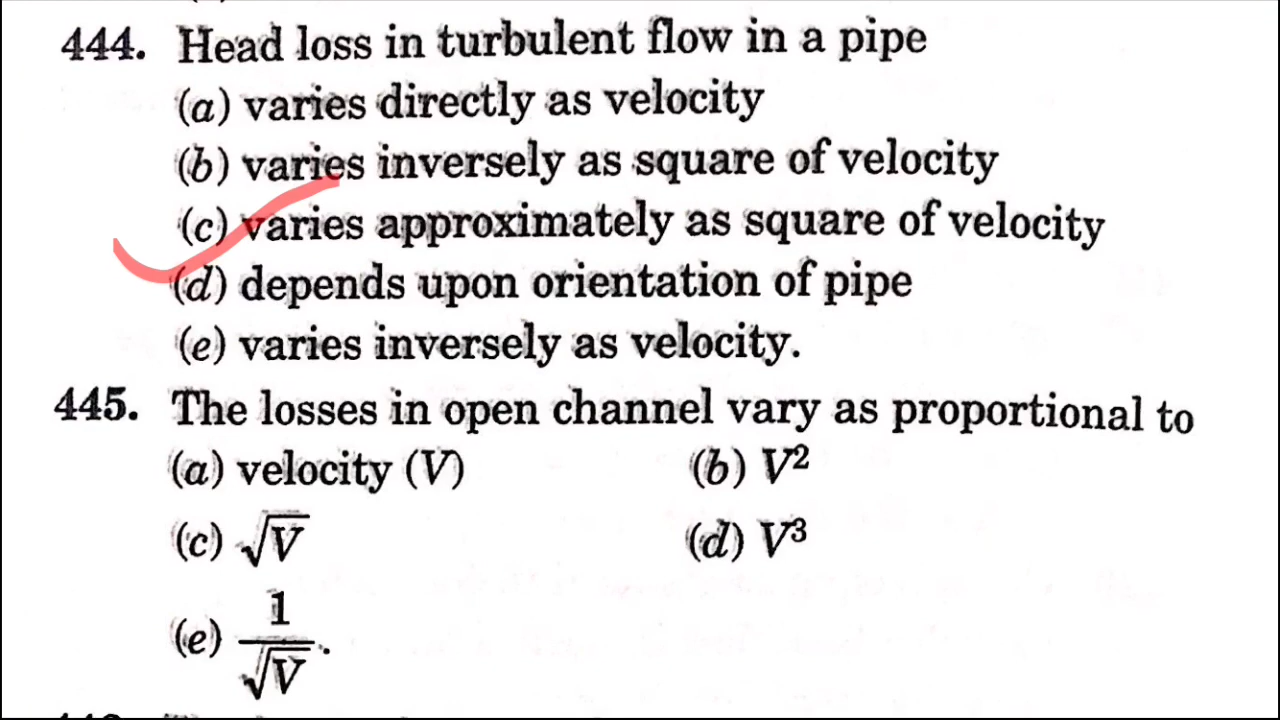 444. Head loss in turbulent flow in a pipe
(a) varies directly as velocity
(b) varies inversely as square of velocity
(c) varies approximately as square of velocity
(d) depends upon orientation of pipe
(e) varies inversely as velocity.
445. The losses in open channel vary as proportional to
(a) velocity (V) (b) V²
(c) √V (d) V³
(e) 1/√V.